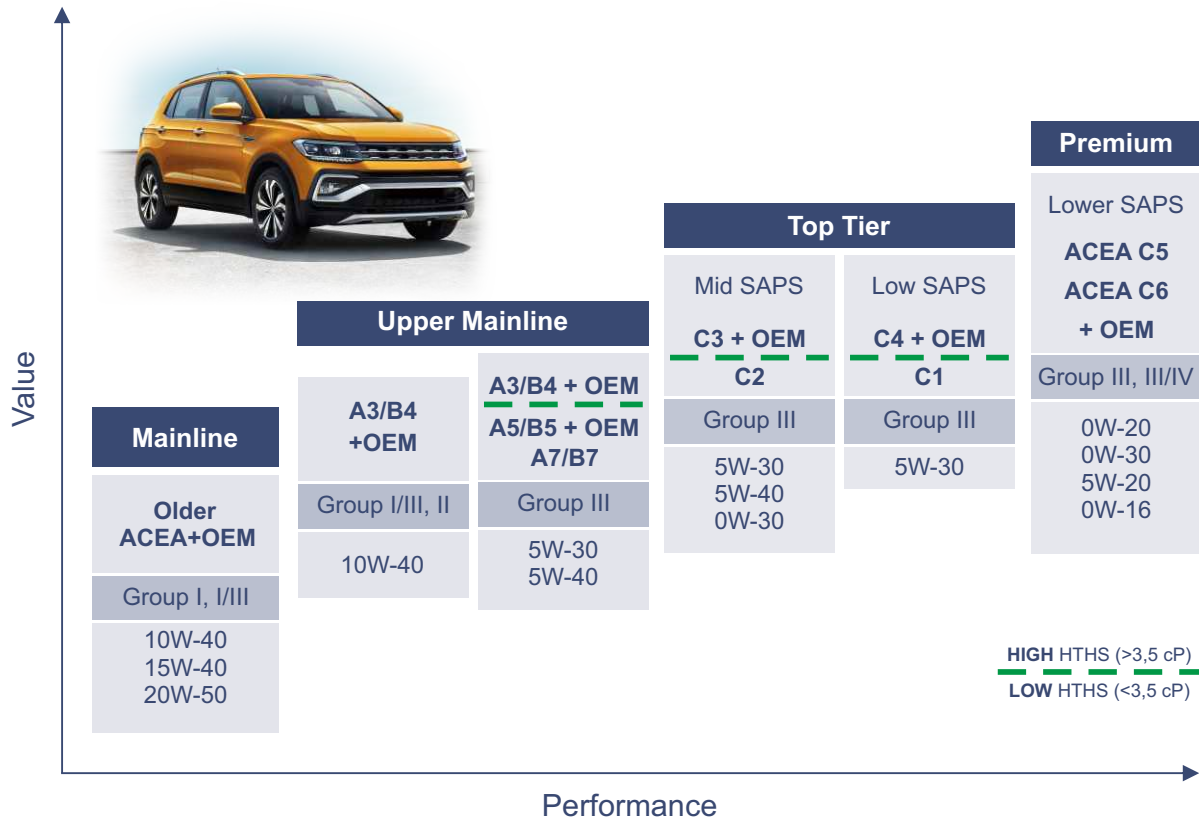 Value
Mainline
Older
ACEA+OEM
Group I, I/III
10W-40
15W-40
20W-50
Upper Mainline
A3/B4
+OEM
Group I/III, II
10W-40
A3/B4 + OEM
A5/B5 + OEM
A7/B7
Group III
5W-30
5W-40
Top Tier
Mid SAPS
C3 + OEM
C2
Group III
5W-30
5W-40
0W-30
Low SAPS
C4 + OEM
C1
Group III
5W-30
Premium
Lower SAPS
ACEA C5
ACEA C6
+ OEM
Group III, III/IV
0W-20
0W-30
5W-20
0W-16
HIGH HTHS (>3,5 cP)
LOW HTHS (<3,5 cP)
Performance